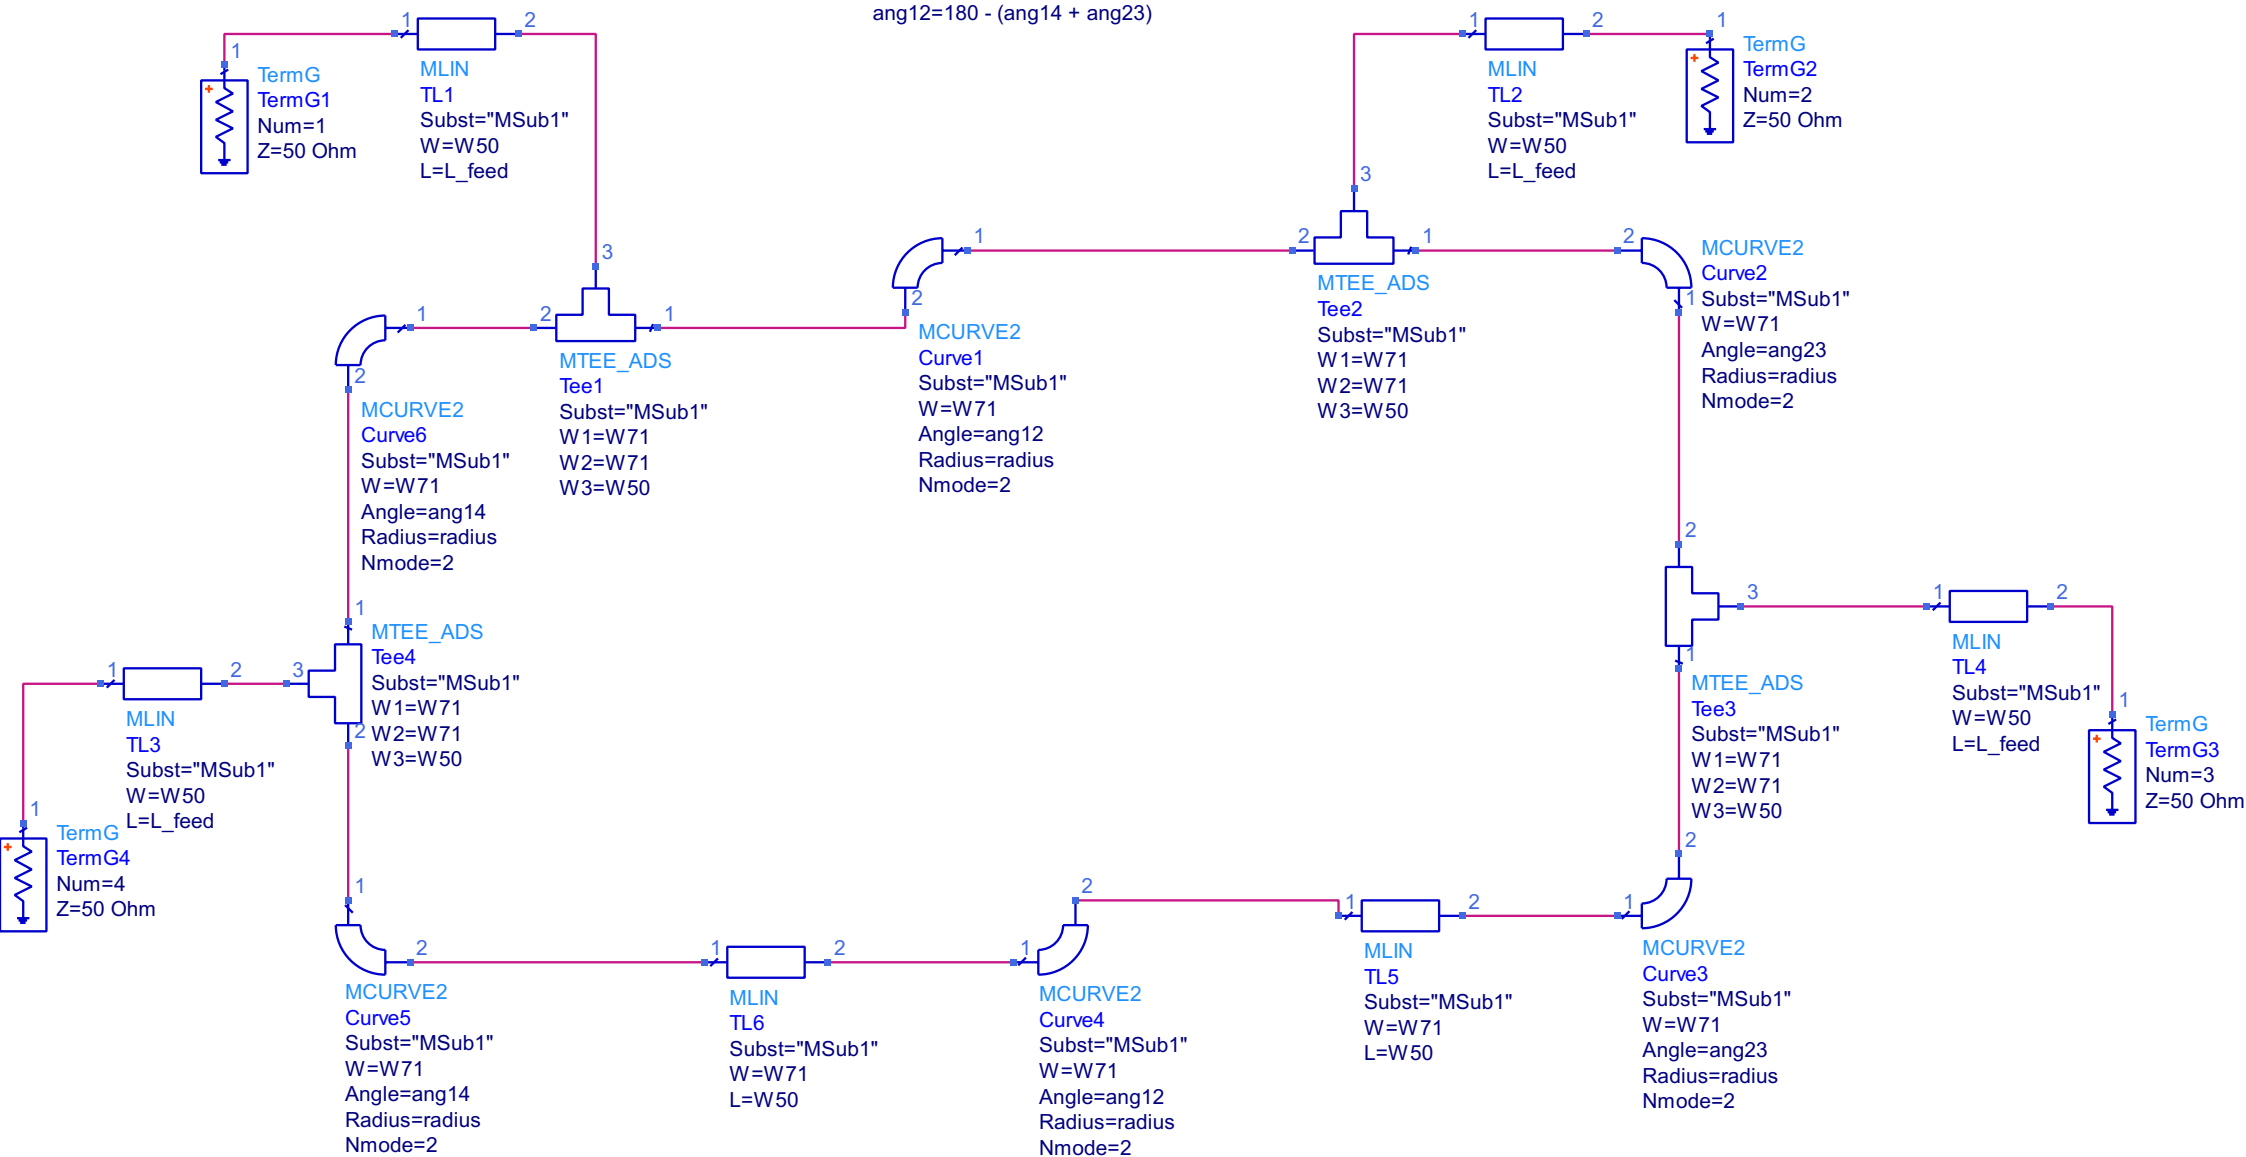 ang12=180 - (ang14 + ang23)
1
2
1
TermG
TermG1
Num=1
Z=50 Ohm
MLIN
TL1
Subst="MSub1"
W=W50
L=L_feed
1
2
1
MLIN
TL2
Subst="MSub1"
W=W50
L=L_feed
TermG
TermG2
Num=2
Z=50 Ohm
3
2
1
MTEE_ADS
Tee1
Subst="MSub1"
W1=W71
W2=W71
W3=W50
1
2
MCURVE2
Curve1
Subst="MSub1"
W=W71
Angle=ang12
Radius=radius
Nmode=2
3
2
1
MTEE_ADS
Tee2
Subst="MSub1"
W1=W71
W2=W71
W3=W50
2
1
MCURVE2
Curve2
Subst="MSub1"
W=W71
Angle=ang23
Radius=radius
Nmode=2
1
2
MCURVE2
Curve6
Subst="MSub1"
W=W71
Angle=ang14
Radius=radius
Nmode=2
1
3
2
MTEE_ADS
Tee4
Subst="MSub1"
W1=W71
W2=W71
W3=W50
1
2
MLIN
TL3
Subst="MSub1"
W=W50
L=L_feed
1
TermG
TermG4
Num=4
Z=50 Ohm
2
3
1
MTEE_ADS
Tee3
Subst="MSub1"
W1=W71
W2=W71
W3=W50
1
2
MLIN
TL4
Subst="MSub1"
W=W50
L=L_feed
1
TermG
TermG3
Num=3
Z=50 Ohm
1
2
MCURVE2
Curve5
Subst="MSub1"
W=W71
Angle=ang14
Radius=radius
Nmode=2
1
2
MLIN
TL6
Subst="MSub1"
W=W71
L=W50
2
1
MCURVE2
Curve4
Subst="MSub1"
W=W71
Angle=ang12
Radius=radius
Nmode=2
1
2
MLIN
TL5
Subst="MSub1"
W=W71
L=W50
2
1
MCURVE2
Curve3
Subst="MSub1"
W=W71
Angle=ang23
Radius=radius
Nmode=2